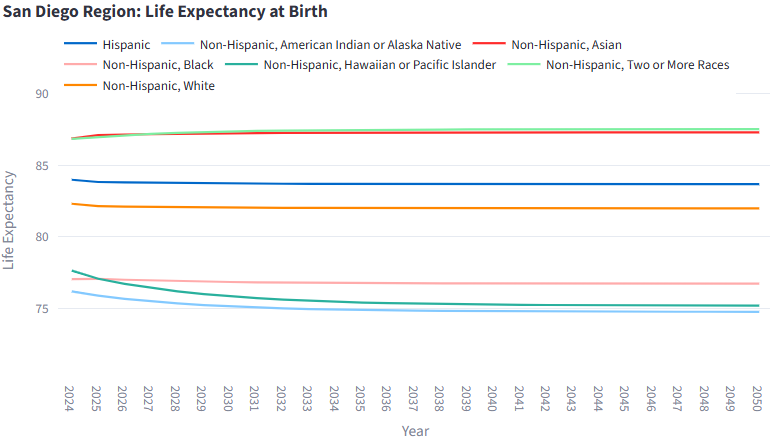 San Diego Region: Life Expectancy at Birth
Hispanic Non-Hispanic, American Indian or Alaska Native Non-Hispanic, Asian
Non-Hispanic, Black Non-Hispanic, Hawaiian or Pacific Islander Non-Hispanic, Two or More Races
Non-Hispanic, White
90
85
80
75
Life Expectancy
2024 2025 2026 2027 2028 2029 2030 2031 2032 2033 2034 2035 2036 2037 2038 2039 2040 2041 2042 2043 2044 2045 2046 2047 2048 2049 2050
Year